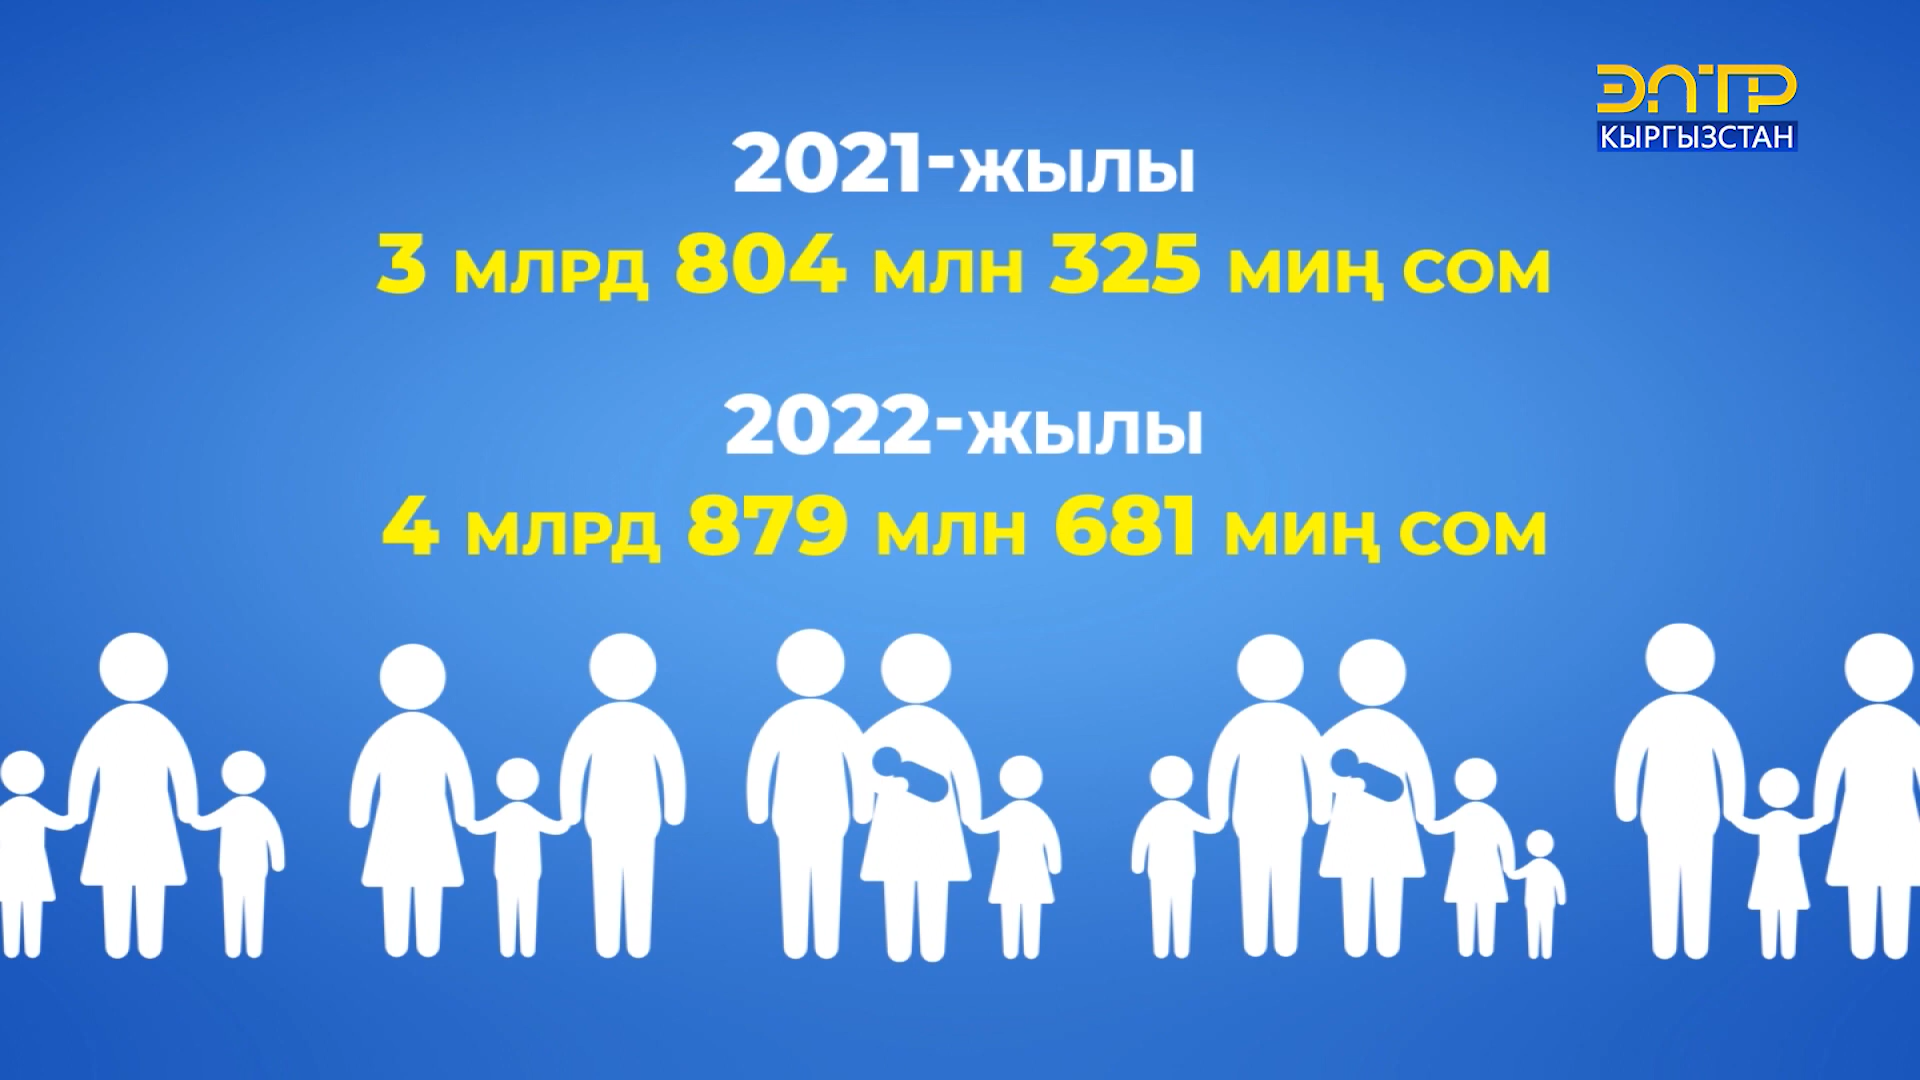 ЭЛТР
КЫРГЫЗСТАН
2021-жылы
3 млрд 804 млн 325 миң сом
2022-жылы
4 млрд 879 млн 681 миң сом